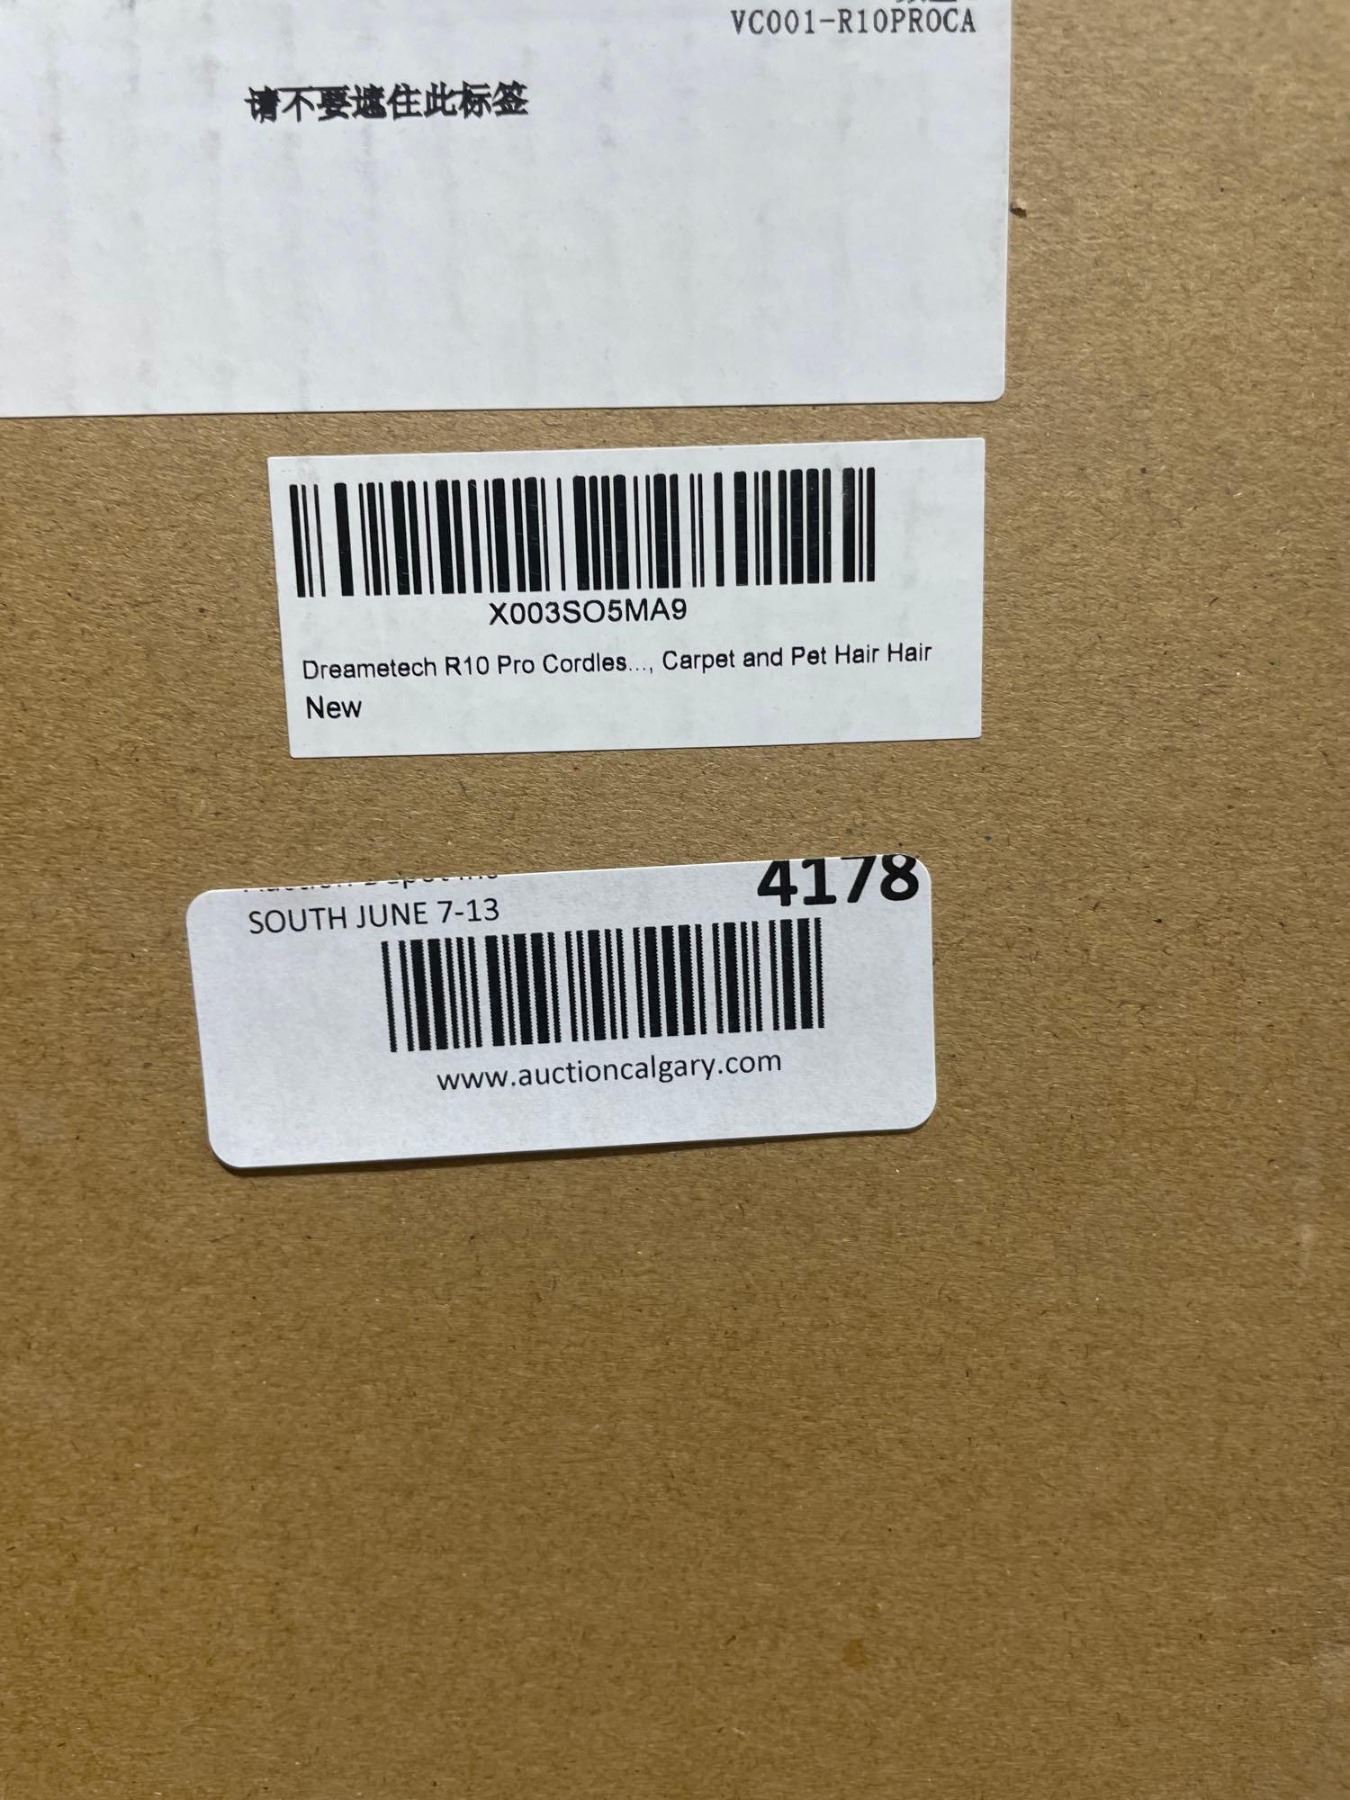 VC001-R10PROCA
请不要遮住此标签
X003SO5MA9
Dreametech R10 Pro Cordles..., Carpet and Pet Hair Hair
New
4178
SOUTH JUNE 7-13
www.auctioncalgary.com